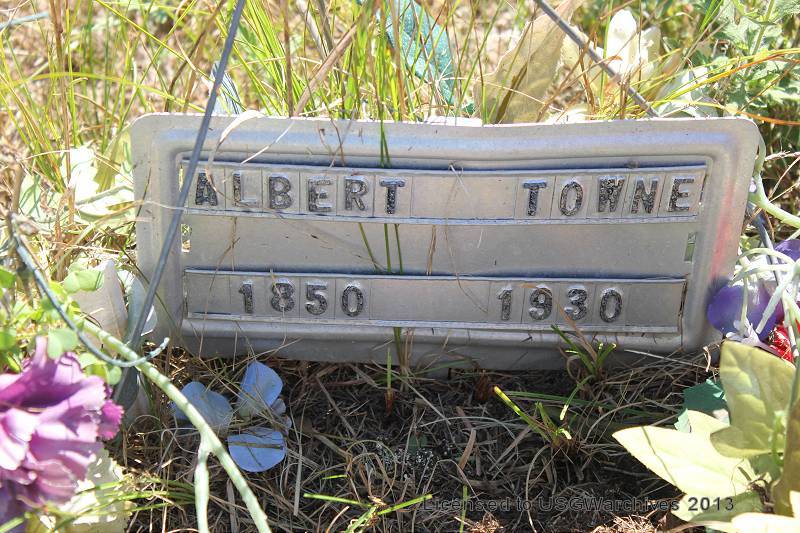 ALBERT TOWNE
1850 1930
Licensed to USGWarchives 2013